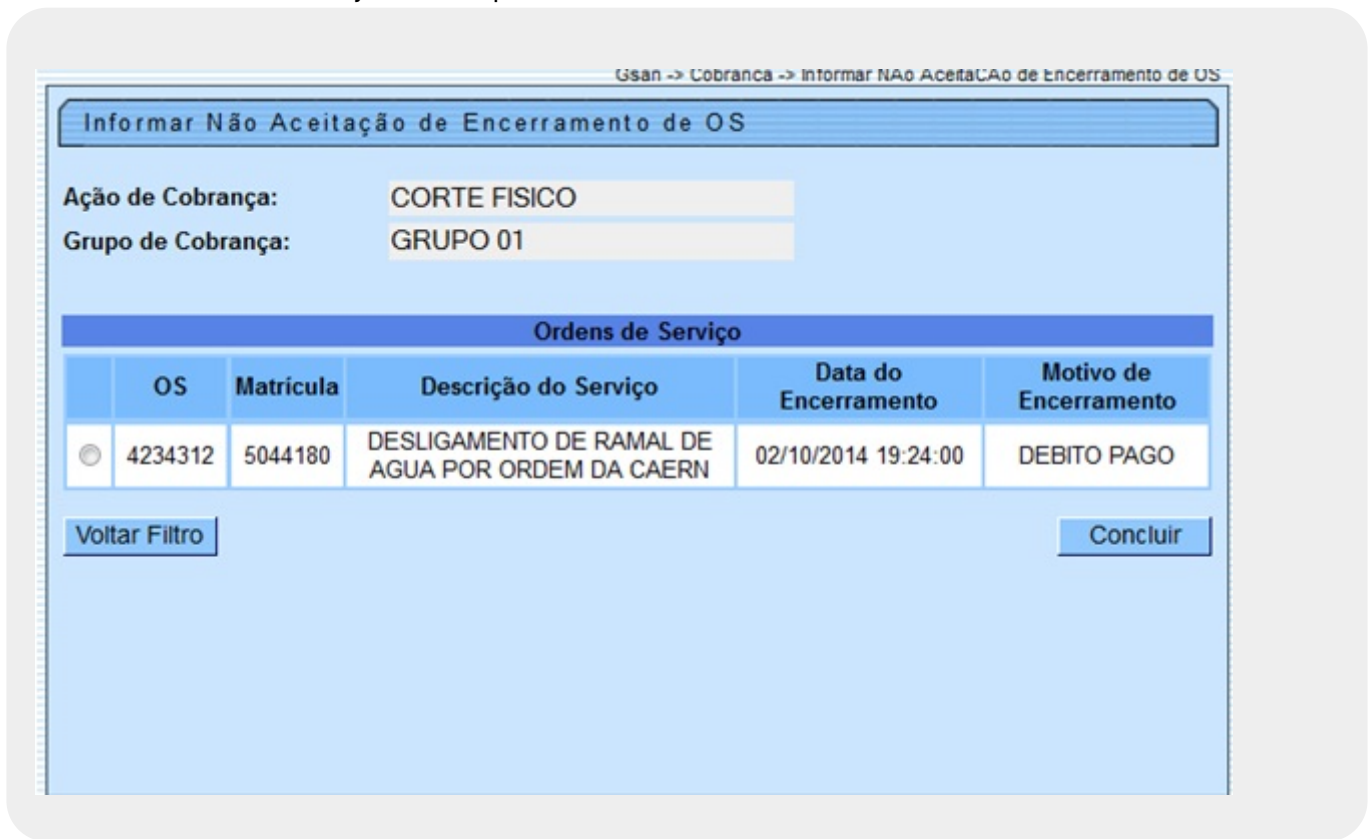 Gsan -> Cobranca -> Informar NAo AceitaCAo de Encerramento de OS
Informar Não Aceitação de Encerramento de OS
Ação de Cobrança: CORTE FISICO
Grupo de Cobrança: GRUPO 01
Ordens de Serviço
OS Matrícula Descrição do Serviço Data do Encerramento Motivo de Encerramento
4234312 5044180 DESLIGAMENTO DE RAMAL DE AGUA POR ORDEM DA CAERN 02/10/2014 19:24:00 DEBITO PAGO
Voltar Filtro Concluir